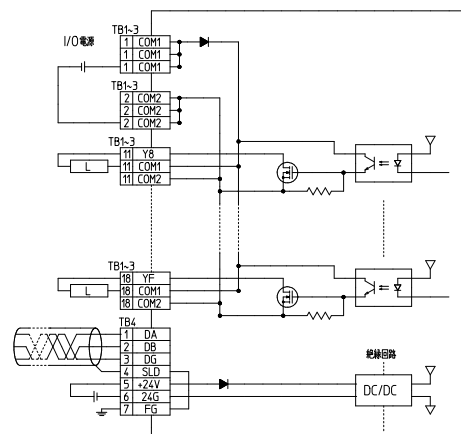 I/O電源
TB1~3
1 COM1
1 COM1
1 COM1
TB1~3
2 COM2
2 COM2
2 COM2
TB1~3
11 Y8
11 COM1
11 COM2
L
TB1~3
18 YF
18 COM1
18 COM2
L
TB4
1 DA
2 DB
3 DG
4 SLD
5 +24V
6 24G
7 FG
絶縁回路
DC/DC